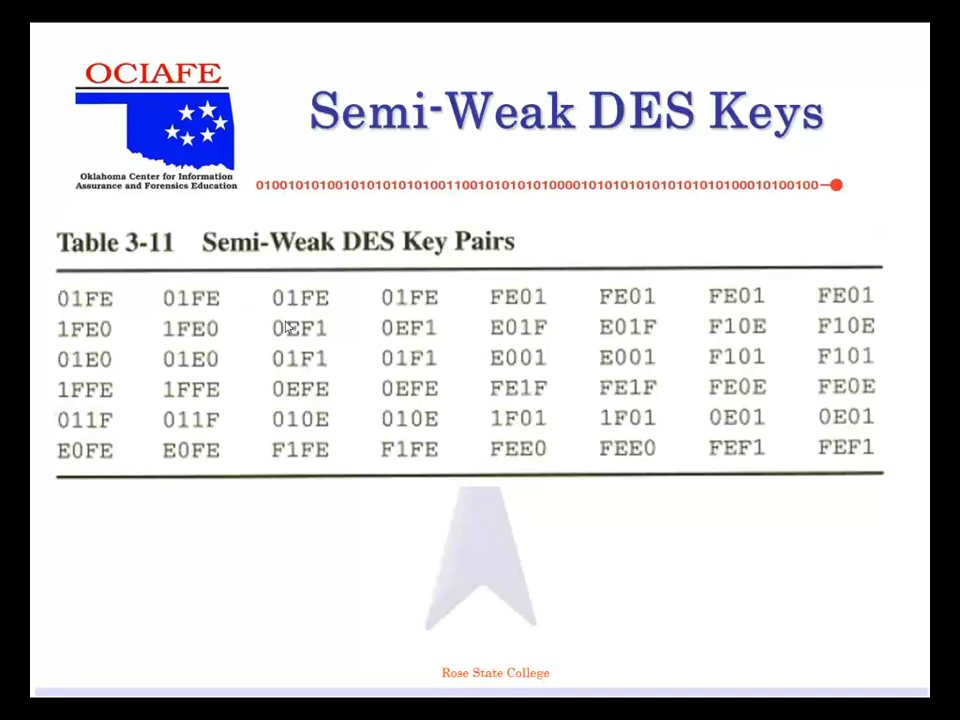 OCIAFE
Oklahoma Center for Information
Assurance and Forensics Education
Semi-Weak DES Keys
0100101010010101010101010011001010101010100001010101010101010101010100010100100
Table 3-11 Semi-Weak DES Key Pairs
01FE 01FE 01FE 01FE FE01 FE01 FE01 FE01
1FE0 1FE0 0EF1 0EF1 E01F E01F F10E F10E
01E0 01E0 01F1 01F1 E001 E001 F101 F101
1FFE 1FFE 0EFE 0EFE FE1F FE1F FE0E FE0E
011F 011F 010E 010E 1F01 1F01 0E01 0E01
E0FE E0FE F1FE F1FE FEE0 FEE0 FEF1 FEF1
Rose State College